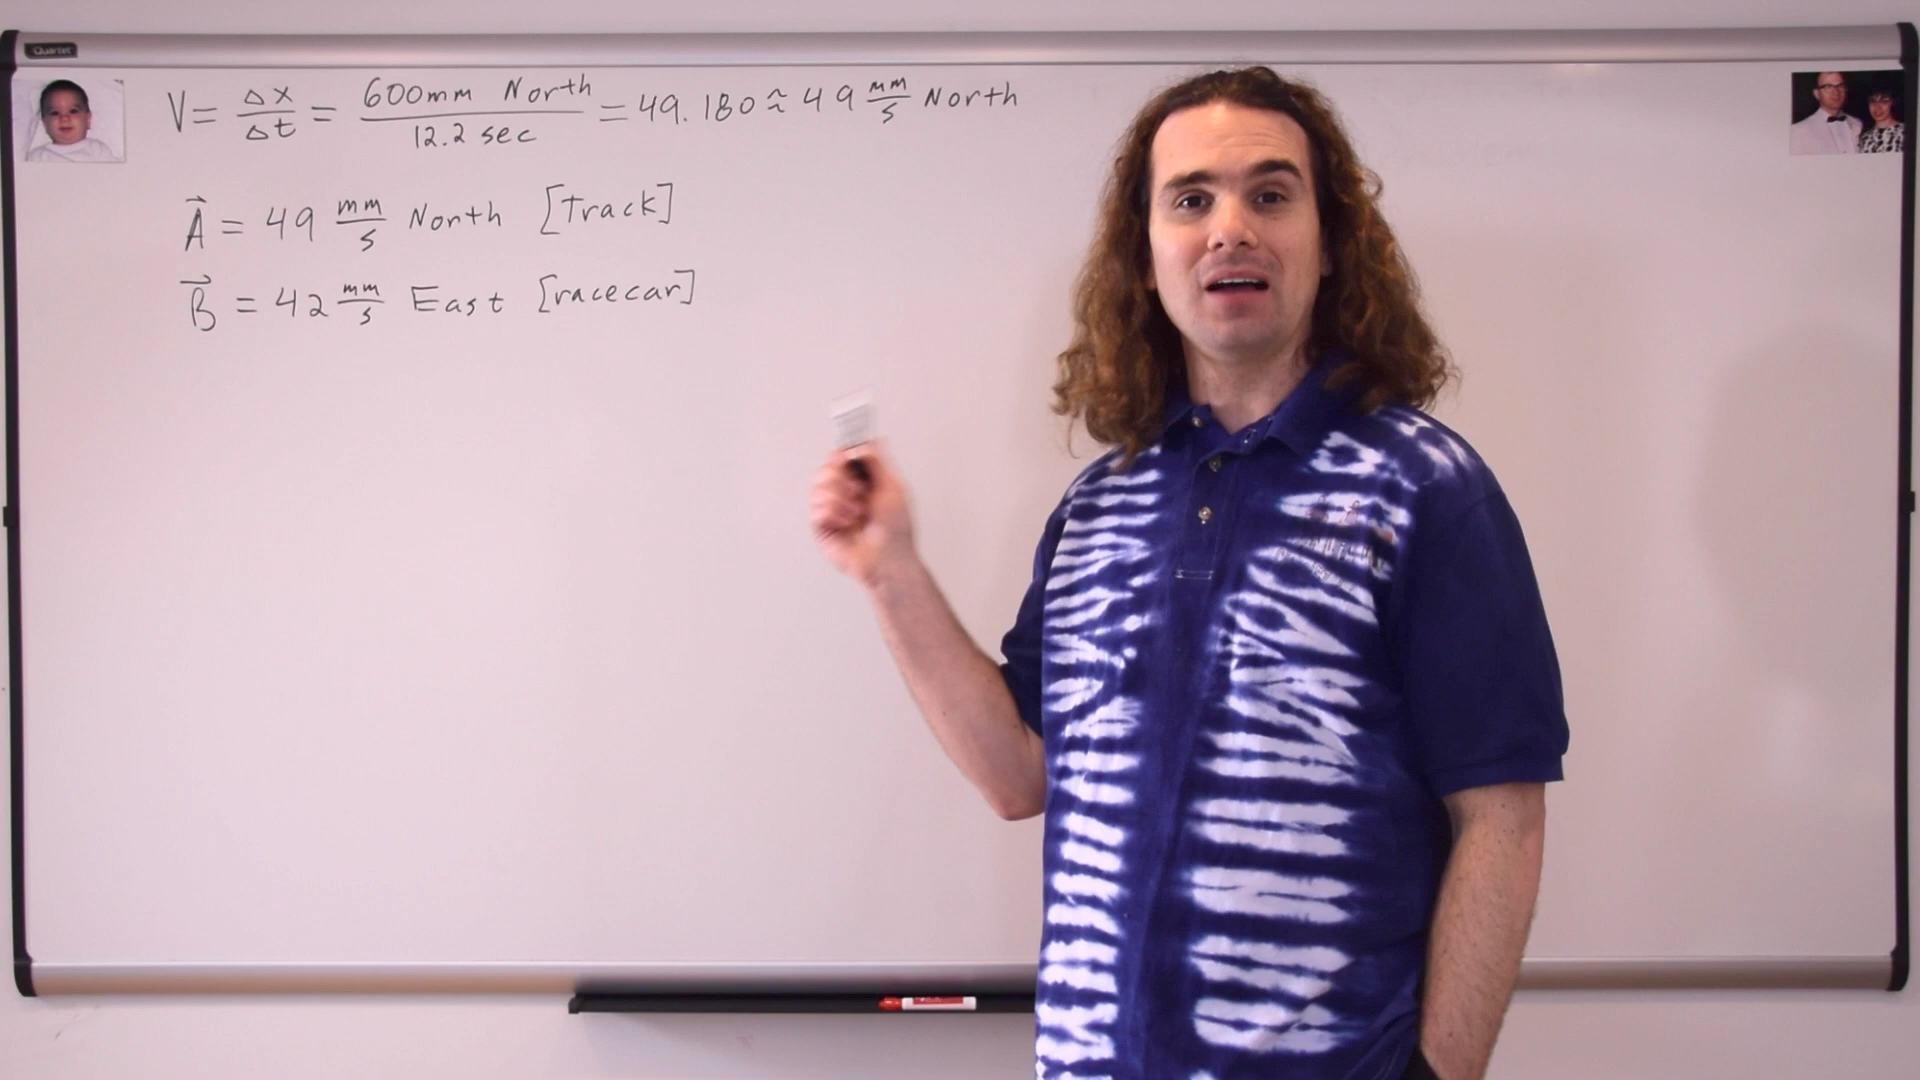 Quartet
V = Δx/Δt = 600mm North/12.2 sec = 49.180 ≈ 49 mm/s North
A⃗ = 49 mm/s North [Track]
B⃗ = 42 mm/s East [racecar]